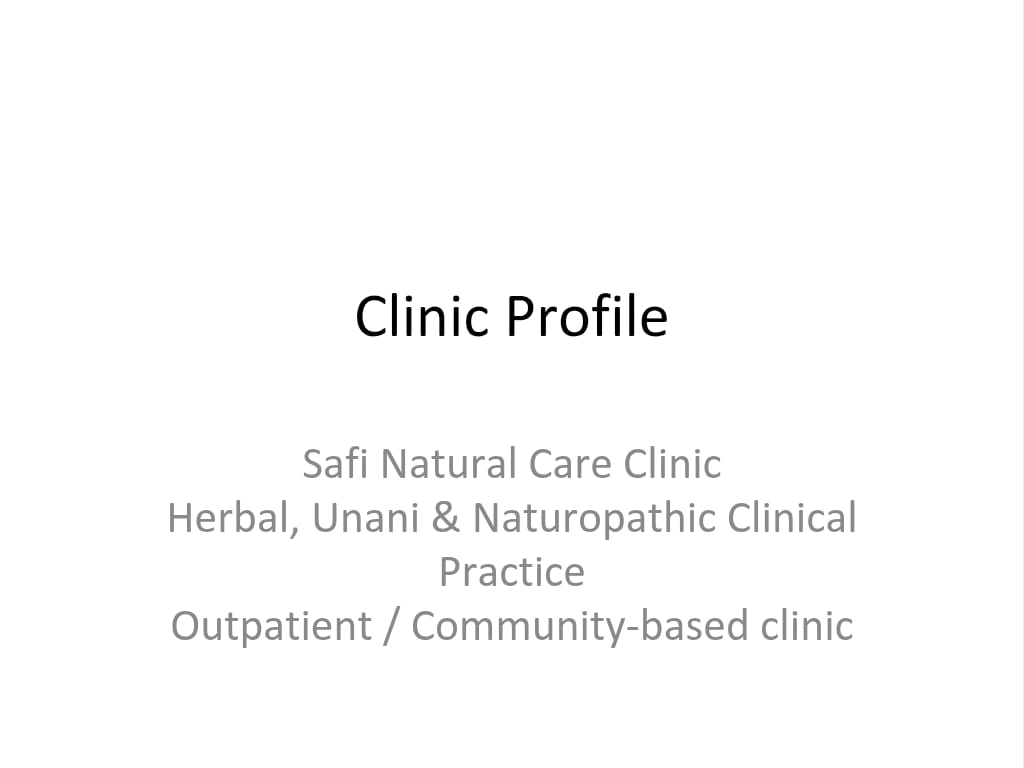 Clinic Profile
Safi Natural Care Clinic
Herbal, Unani & Naturopathic Clinical
Practice
Outpatient / Community-based clinic